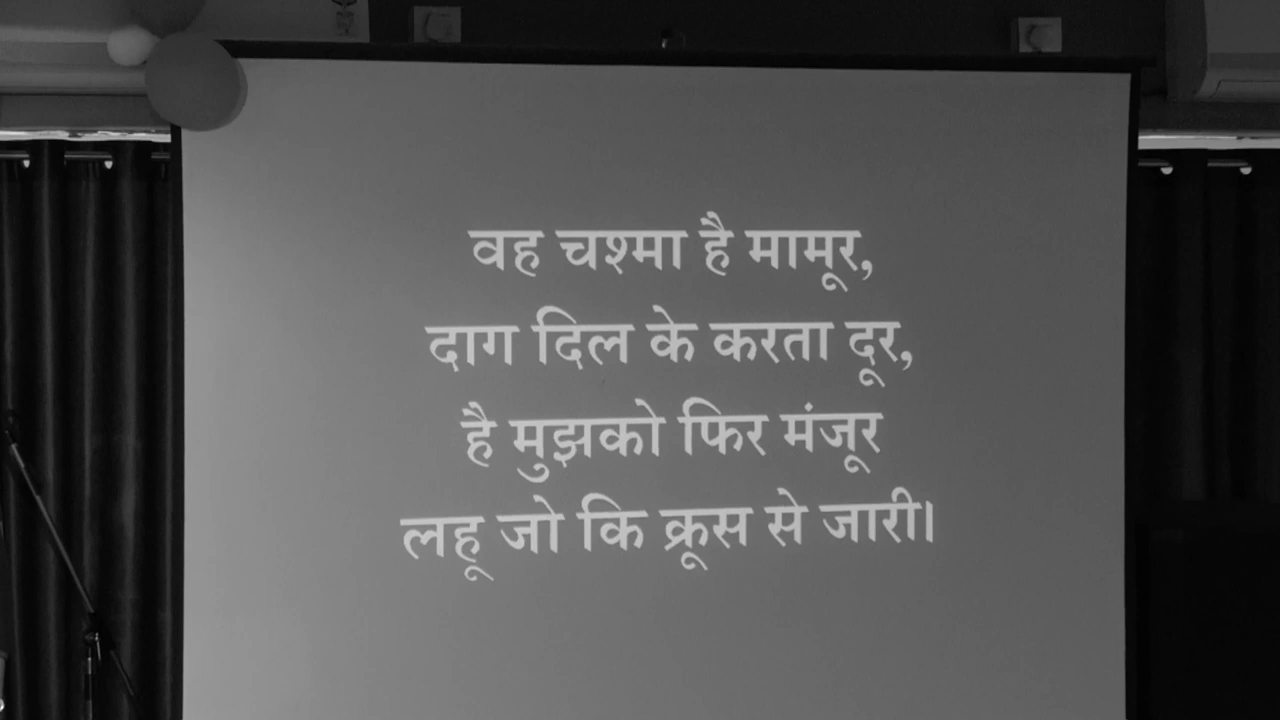 वह चश्मा है मामूर,
दाग दिल के करता दूर,
है मुझको फिर मंजूर
लहू जो कि क्रूस से जारी।